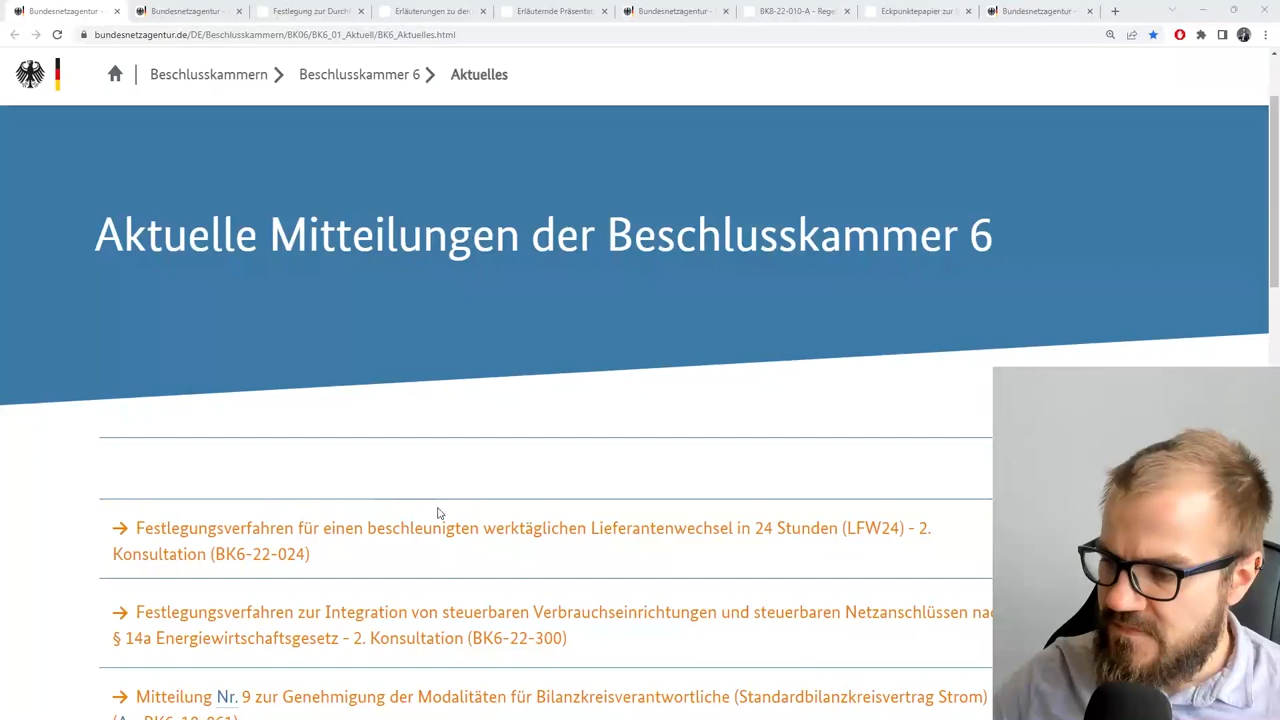 Bundesnetzagentur -
Bundesnetzagentur -
Festlegung zur Durch
Erläuterungen zu den
Erläuternde Präsentat
Bundesnetzagentur -
BK8-22-010-A - Rege
Eckpunktepapier zur
Bundesnetzagentur -
bundesnetzagentur.de/DE/Beschlusskammern/BK06/BK6_01_Aktuell/BK6_Aktuelles.html
Beschlusskammern
Beschlusskammer 6
Aktuelles
Aktuelle Mitteilungen der Beschlusskammer 6
Festlegungsverfahren für einen beschleunigten werktäglichen Lieferantenwechsel in 24 Stunden (LFW24) - 2.
Konsultation (BK6-22-024)
Festlegungsverfahren zur Integration von steuerbaren Verbrauchseinrichtungen und steuerbaren Netzanschlüssen nac
§ 14a Energiewirtschaftsgesetz - 2. Konsultation (BK6-22-300)
Mitteilung Nr. 9 zur Genehmigung der Modalitäten für Bilanzkreisverantwortliche (Standardbilanzkreisvertrag Strom)